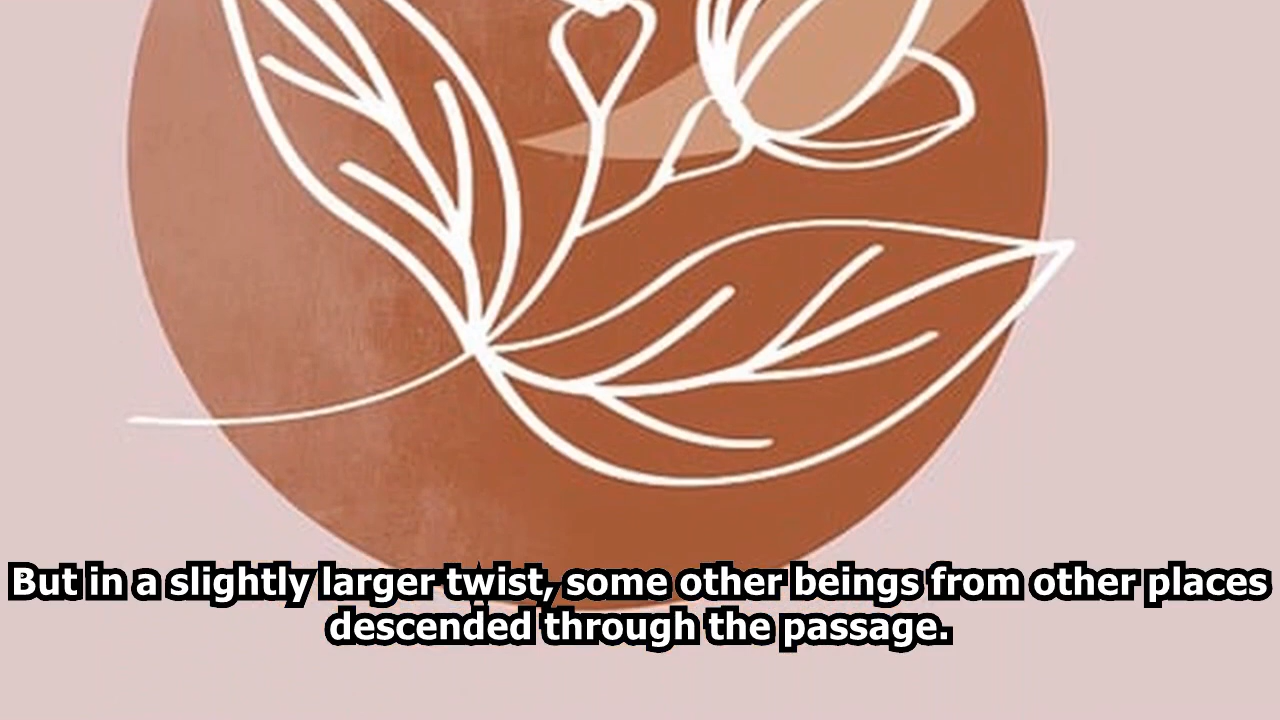 But in a slightly larger twist, some other beings from other places
descended through the passage.